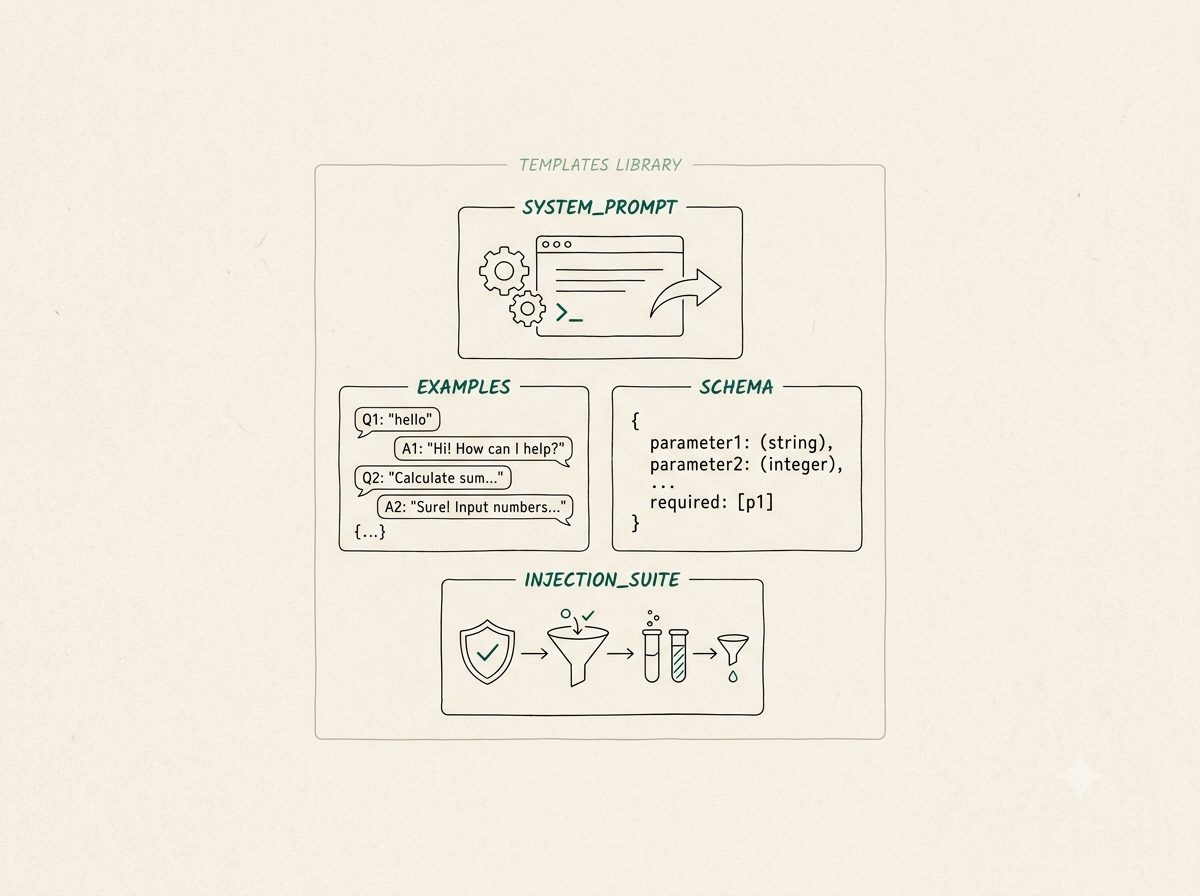 TEMPLATES LIBRARY
SYSTEM_PROMPT
>_
EXAMPLES
Q1: "hello"
A1: "Hi! How can I help?"
Q2: "Calculate sum..."
A2: "Sure! Input numbers..."
{...}
SCHEMA
{
parameter1: (string),
parameter2: (integer),
...
required: [p1]
}
INJECTION_SUITE